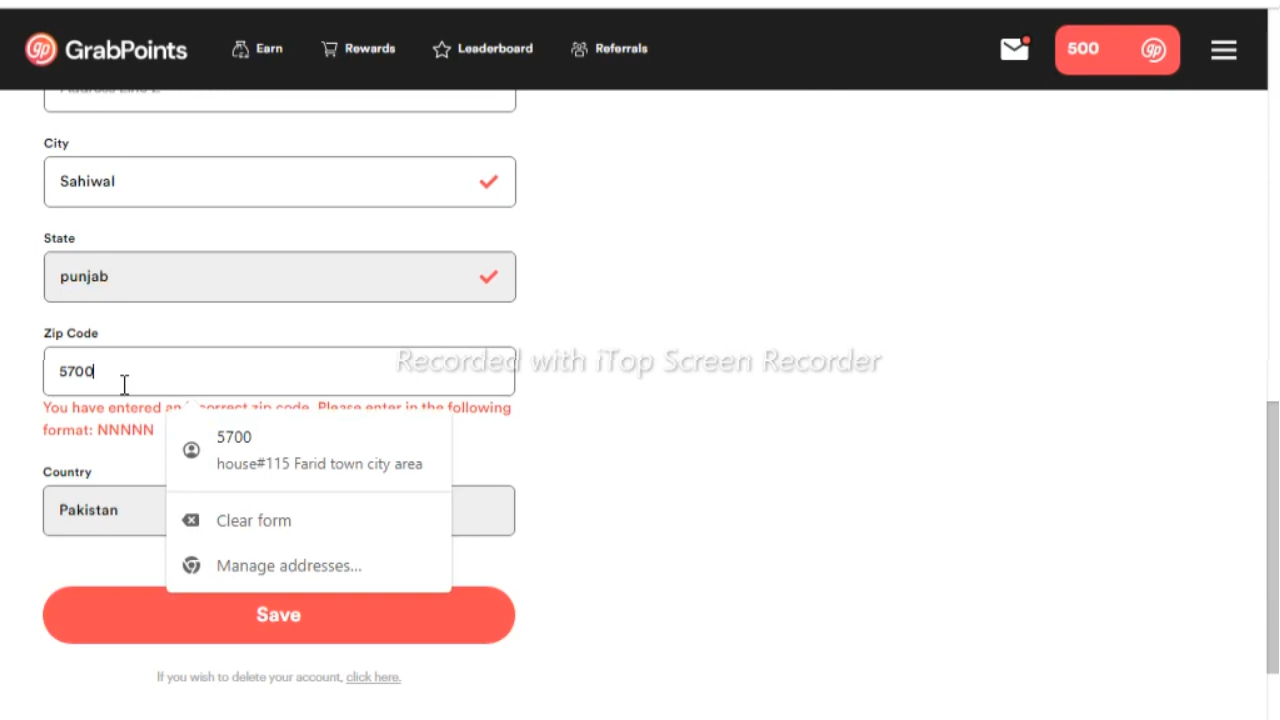 GrabPoints
Earn
Rewards
Leaderboard
Referrals
500
City
Sahiwal
State
punjab
Zip Code
5700
Recorded with iTop Screen Recorder
You have entered an incorrect zip code. Please enter in the following
format: NNNNN
5700
house#115 Farid town city area
Country
Pakistan
Clear form
Manage addresses...
Save
If you wish to delete your account, click here.